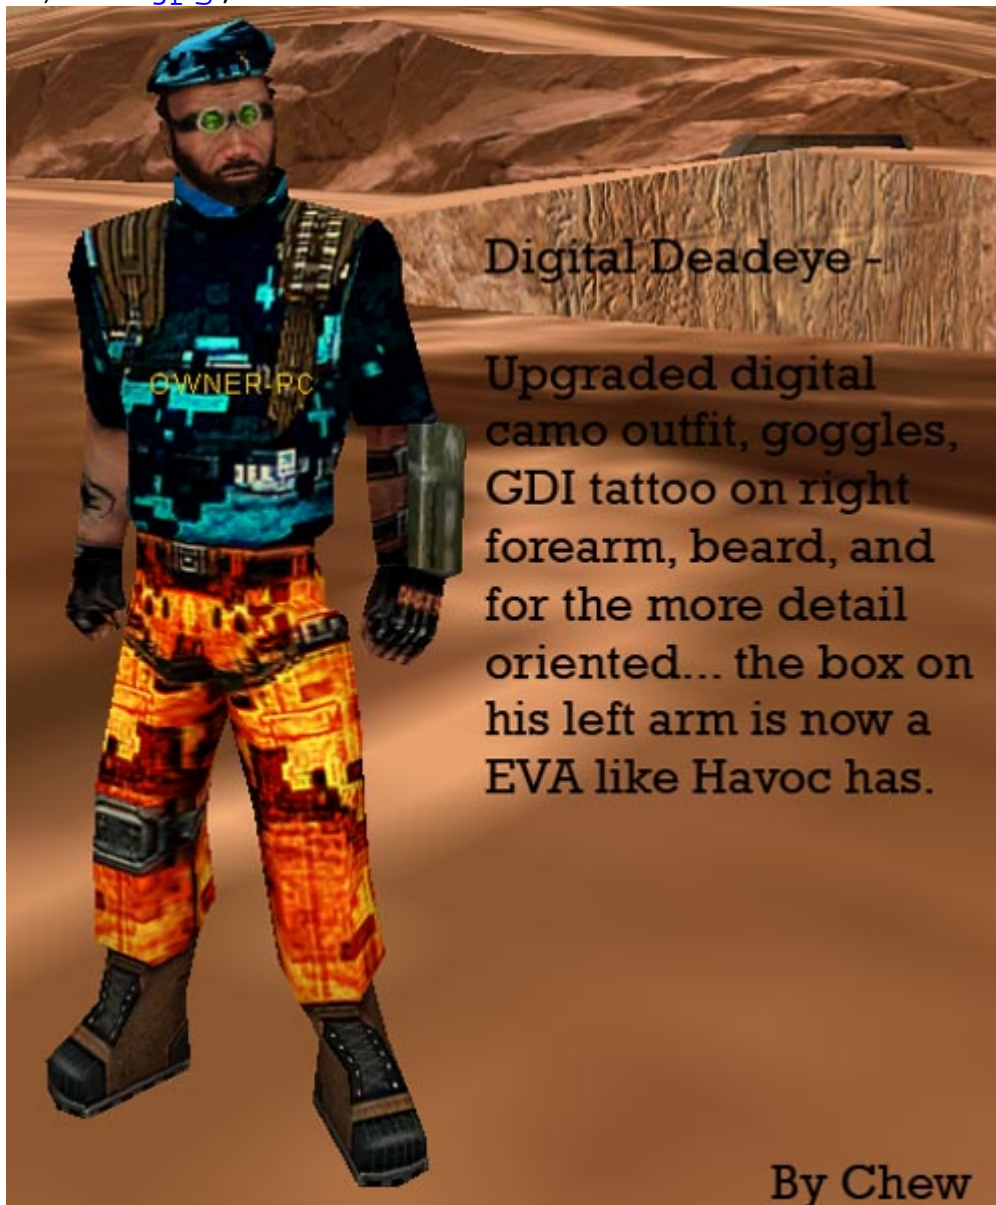 Digital Deadeye -
OWNER-PC
Upgraded digital
camo outfit, goggles,
GDI tattoo on right
forearm, beard, and
for the more detail
oriented... the box on
his left arm is now a
EVA like Havoc has.
By Chew